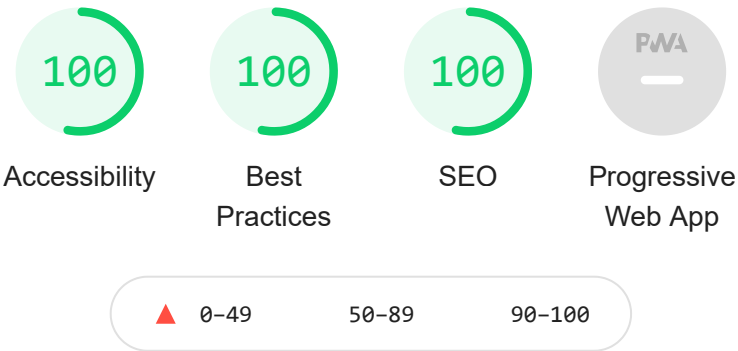 100
100
100
PWA
Accessibility
Best
Practices
SEO
Progressive
Web App
0–49
50–89
90–100